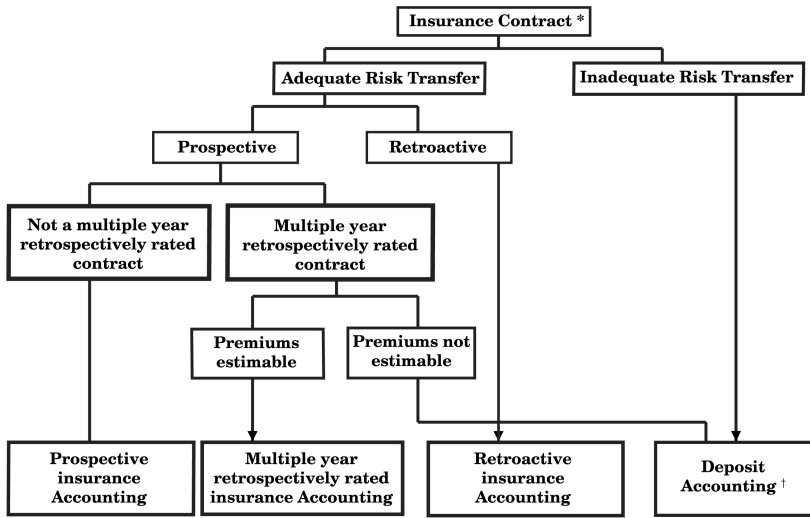 Insurance Contract *
Adequate Risk Transfer
Inadequate Risk Transfer
Prospective
Retroactive
Not a multiple year
retrospectively rated
contract
Multiple year
retrospectively rated
contract
Premiums
estimable
Premiums not
estimable
Prospective
insurance
Accounting
Multiple year
retrospectively rated
insurance Accounting
Retroactive
insurance
Accounting
Deposit
Accounting †